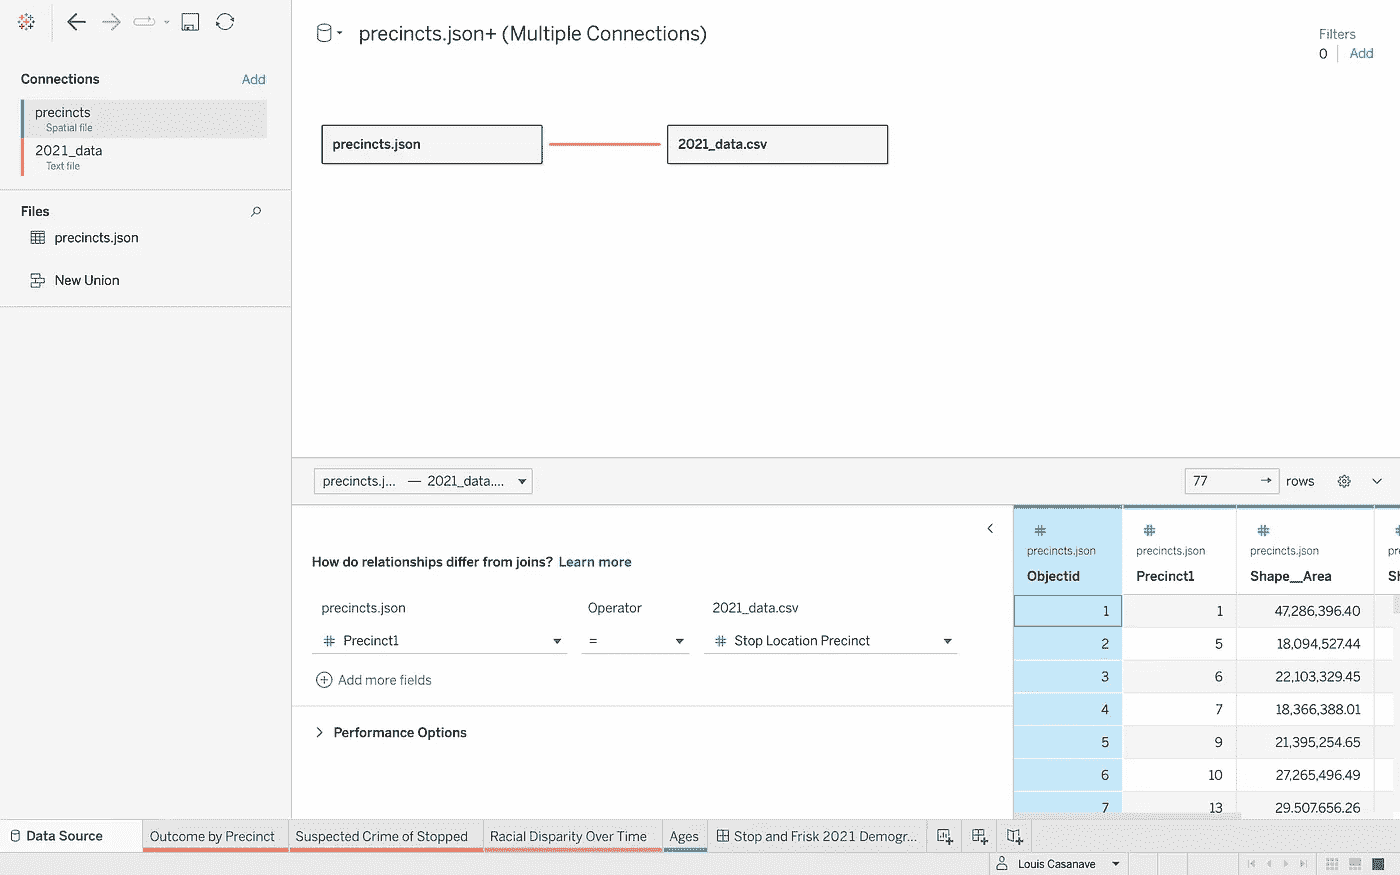 precincts.json+ (Multiple Connections)
Filters
0 Add
Connections Add
precincts
Spatial file
2021_data
Text file
Files
precincts.json
New Union
precincts.json
2021_data.csv
precincts.j... — 2021_data....
77 rows
How do relationships differ from joins? Learn more
precincts.json Operator 2021_data.csv
Precinct1 = Stop Location Precinct
Add more fields
Performance Options
precincts.json precincts.json precincts.json pr
Objectid Precinct1 Shape__Area Sh
1 1 47,286,396.40
2 5 18,094,527.44
3 6 22,103,329.45
4 7 18,366,388.01
5 9 21,395,254.65
6 10 27,265,496.49
7 13 29,507,656.26
Data Source Outcome by Precinct Suspected Crime of Stopped Racial Disparity Over Time Ages Stop and Frisk 2021 Demogr...
Louis Casanave